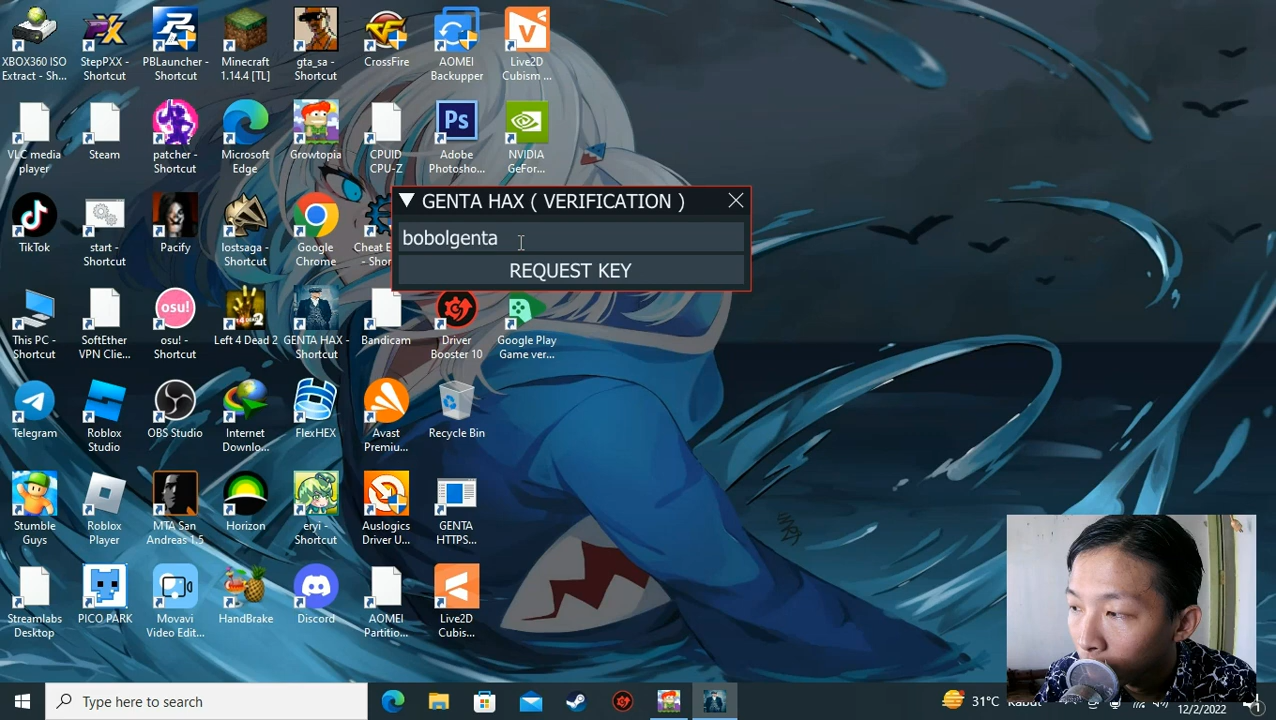 XBOX360 ISO
Extract - Sh...
StepPXX -
Shortcut
PBLauncher -
Shortcut
Minecraft
1.14.4 [TL]
gta_sa -
Shortcut
CrossFire
AOMEI
Backupper
Live2D
Cubism ...
VLC media
player
Steam
patcher -
Shortcut
Microsoft
Edge
Growtopia
CPUID
CPU-Z
Ps
Adobe
Photosho...
NVIDIA
GeFor...
TikTok
start -
Shortcut
Pacify
lostsaga -
Shortcut
Google
Chrome
Cheat E
- Shor
GENTA HAX ( VERIFICATION )
bobolgenta
REQUEST KEY
This PC -
Shortcut
SoftEther
VPN Clie...
osu!
osu! -
Shortcut
Left 4 Dead 2
GENTA HAX -
Shortcut
Bandicam
Driver
Booster 10
Google Play
Game ver...
Telegram
Roblox
Studio
OBS Studio
Internet
Downlo...
FlexHEX
Avast
Premiu...
Recycle Bin
Stumble
Guys
Roblox
Player
MTA San
Andreas 1.5
Horizon
eryi -
Shortcut
Auslogics
Driver U...
GENTA
HTTPS...
Streamlabs
Desktop
PICO PARK
Movavi
Video Edit...
HandBrake
Discord
AOMEI
Partitio...
Live2D
Cubis...
Type here to search
31°C
12/2/2022